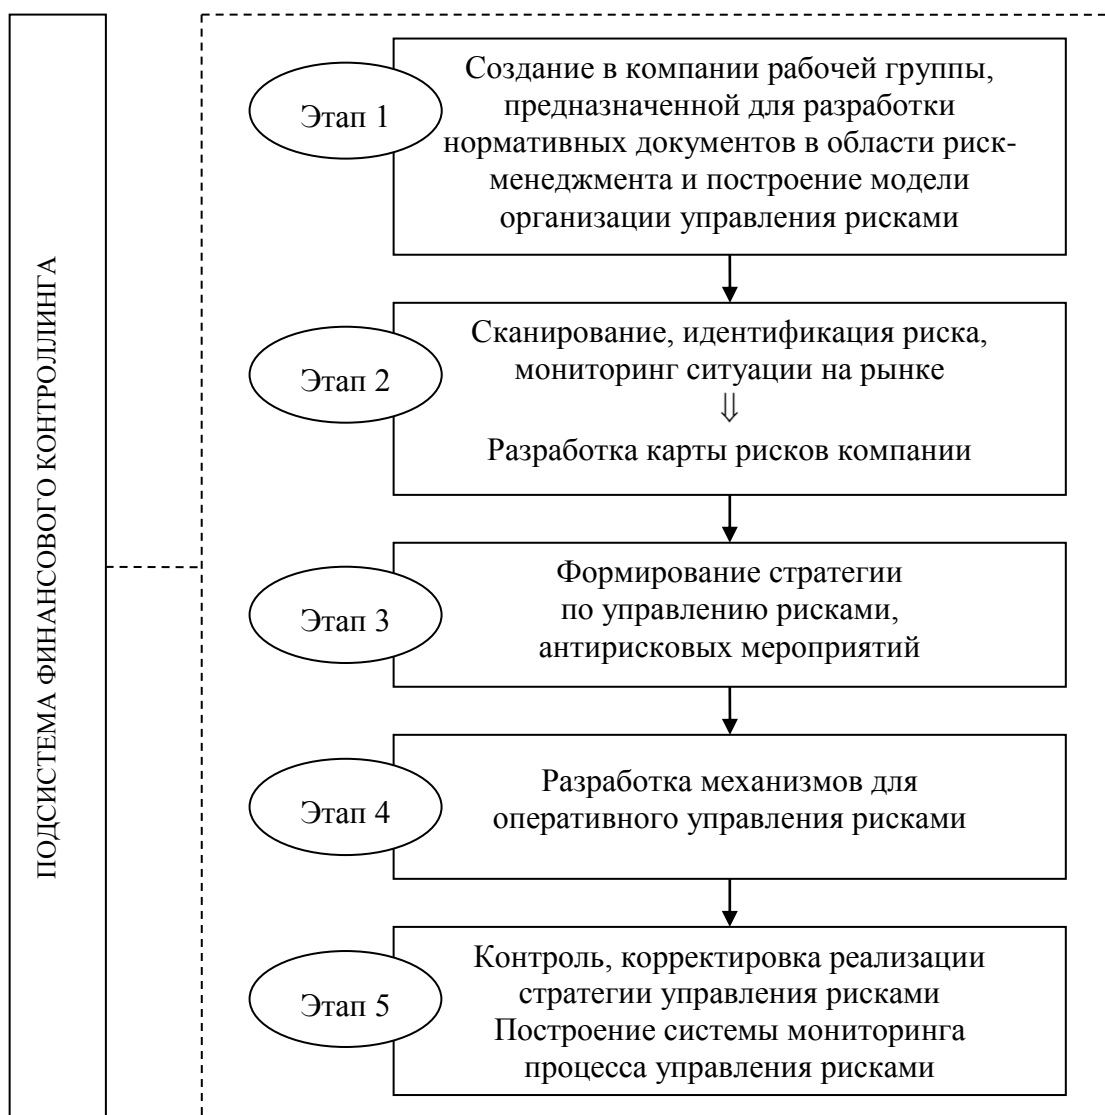 ПОДСИСТЕМА ФИНАНСОВОГО КОНТРОЛЛИНГА
Этап 1
Создание в компании рабочей группы,
предназначенной для разработки
нормативных документов в области риск-
менеджмента и построение модели
организации управления рисками
Этап 2
Сканирование, идентификация риска,
мониторинг ситуации на рынке
⇓
Разработка карты рисков компании
Этап 3
Формирование стратегии
по управлению рисками,
антирисковых мероприятий
Этап 4
Разработка механизмов для
оперативного управления рисками
Этап 5
Контроль, корректировка реализации
стратегии управления рисками
Построение системы мониторинга
процесса управления рисками